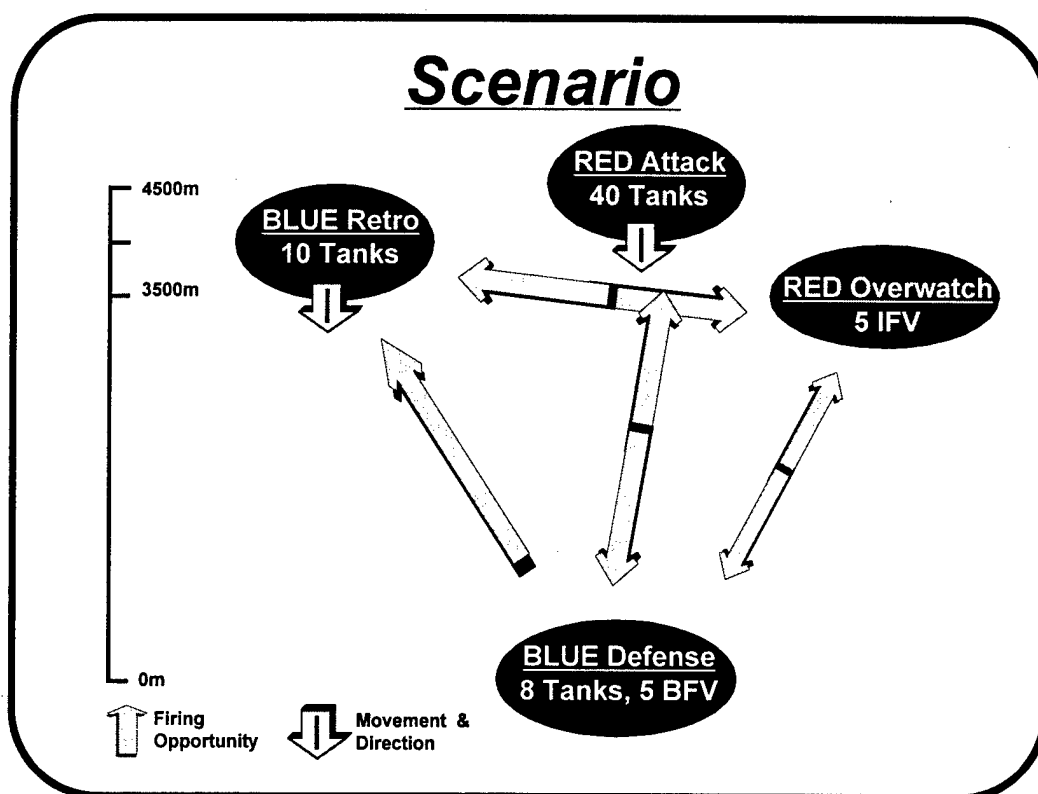 Scenario
RED Attack
40 Tanks
4500m
BLUE Retro
10 Tanks
3500m
RED Overwatch
5 IFV
BLUE Defense
8 Tanks, 5 BFV
0m
Firing
Opportunity
Movement &
Direction